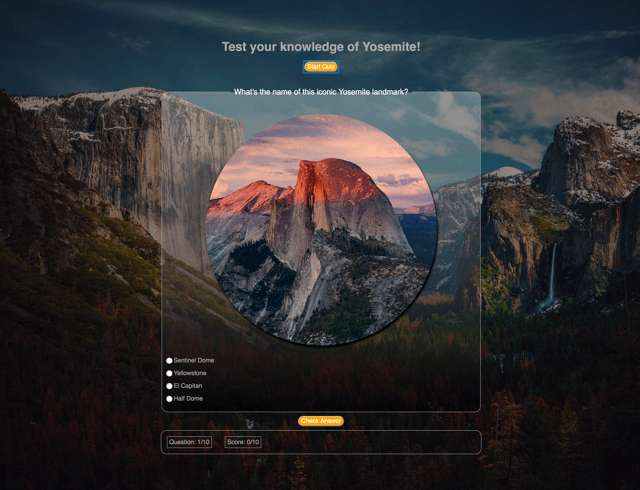 Test your knowledge of Yosemite!
Start Quiz
What's the name of this iconic Yosemite landmark?
Sentinel Dome
Yellowstone
El Capitan
Half Dome
Check Answer
Question: 1/10 Score: 0/10